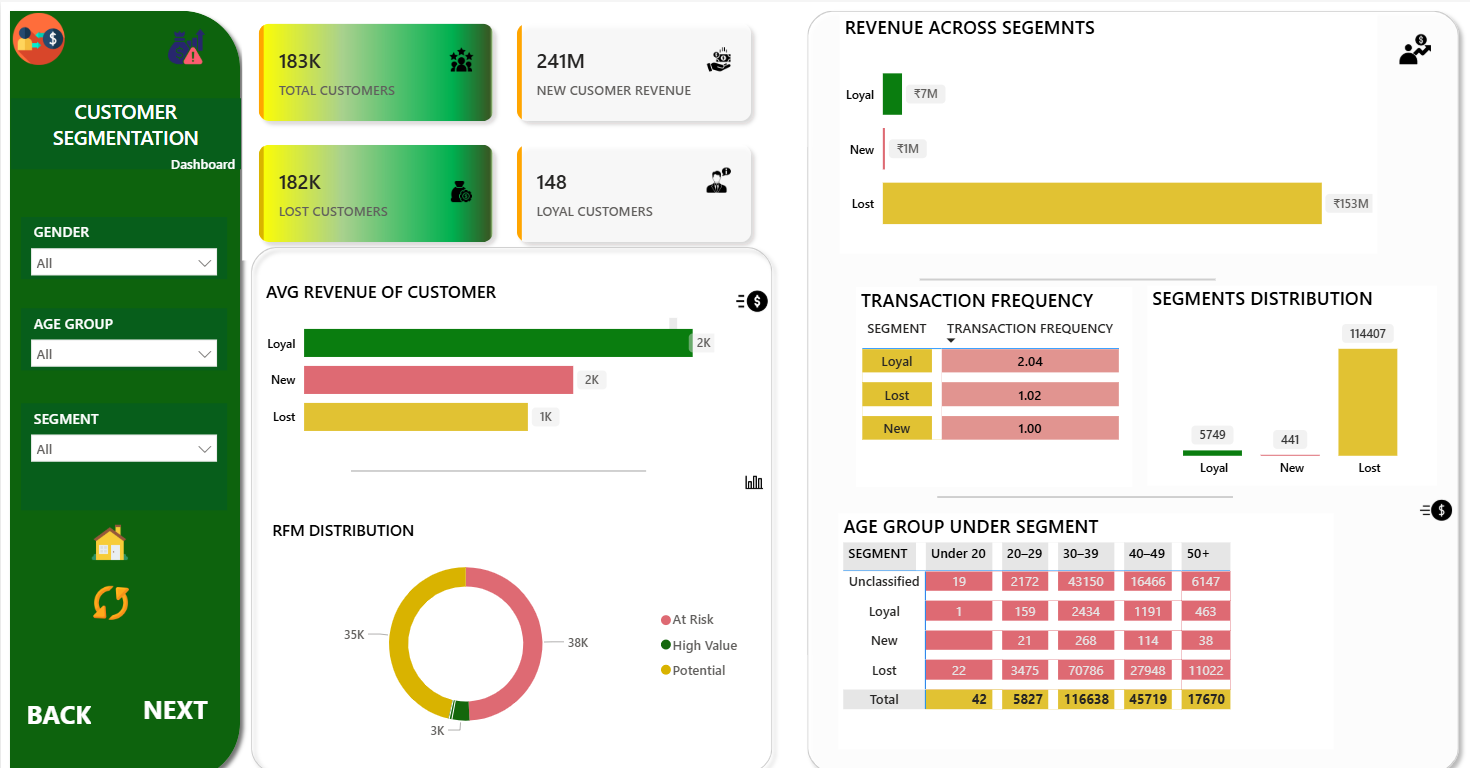 CUSTOMER
SEGMENTATION
Dashboard
GENDER
All
AGE GROUP
All
SEGMENT
All
BACK
NEXT
183K
TOTAL CUSTOMERS
241M
NEW CUSOMER REVENUE
182K
LOST CUSTOMERS
148
LOYAL CUSTOMERS
AVG REVENUE OF CUSTOMER
Loyal 2K
New 2K
Lost 1K
RFM DISTRIBUTION
35K
38K
3K
At Risk
High Value
Potential
REVENUE ACROSS SEGEMNTS
Loyal ₹7M
New ₹1M
Lost ₹153M
TRANSACTION FREQUENCY
SEGMENT TRANSACTION FREQUENCY
Loyal 2.04
Lost 1.02
New 1.00
SEGMENTS DISTRIBUTION
114407
5749
441
Loyal New Lost
AGE GROUP UNDER SEGMENT
SEGMENT Under 20 20–29 30–39 40–49 50+
Unclassified 19 2172 43150 16466 6147
Loyal 1 159 2434 1191 463
New 21 268 114 38
Lost 22 3475 70786 27948 11022
Total 42 5827 116638 45719 17670